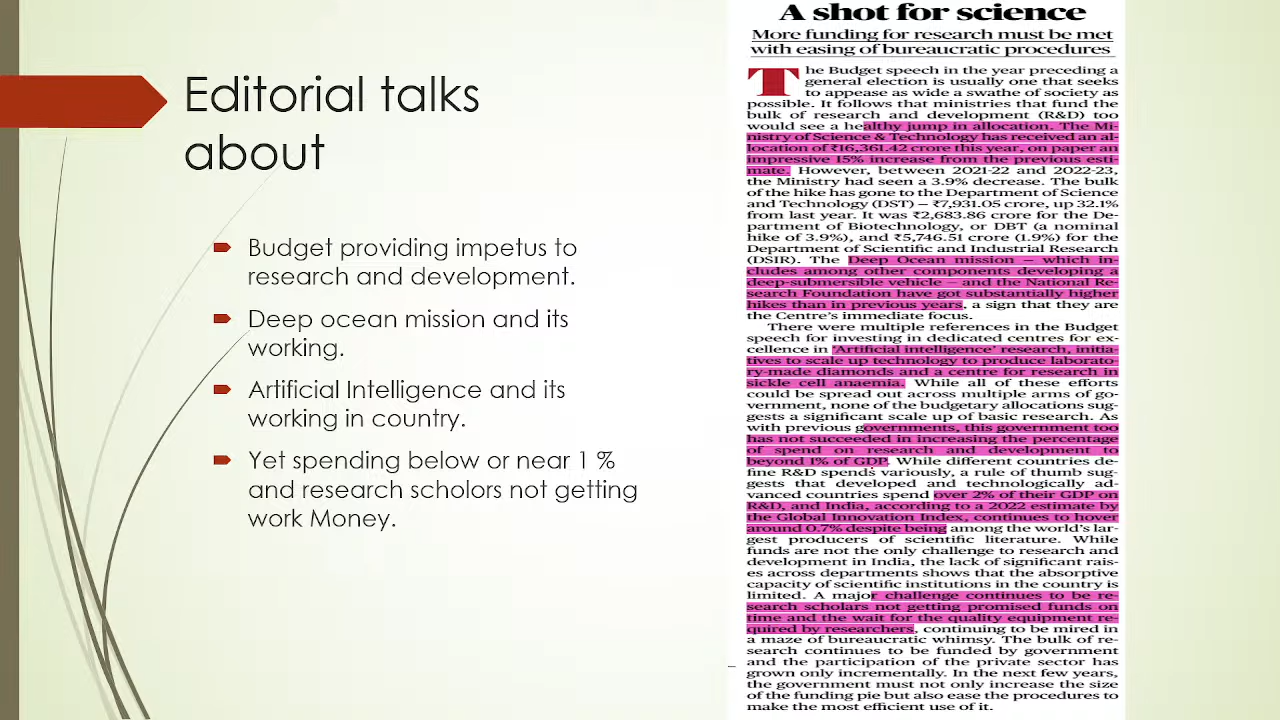 Editorial talks
about
Budget providing impetus to
research and development.
Deep ocean mission and its
working.
Artificial Intelligence and its
working in country.
Yet spending below or near 1 %
and research scholors not getting
work Money.
A shot for science
More funding for research must be met
with easing of bureaucratic procedures
The Budget speech in the year preceding a
general election is usually one that seeks
to appease as wide a swathe of society as
possible. It follows that ministries that fund the
bulk of research and development (R&D) too
would see a healthy jump in allocation. The Mi-
nistry of Science & Technology has received an al-
location of ₹16,361.42 crore this year, on paper an
impressive 15% increase from the previous esti-
mate. However, between 2021-22 and 2022-23,
the Ministry had seen a 3.9% decrease. The bulk
of the hike has gone to the Department of Science
and Technology (DST) — ₹7,931.05 crore, up 32.1%
from last year. It was ₹2,683.86 crore for the De-
partment of Biotechnology, or DBT (a nominal
hike of 3.9%), and ₹5,746.51 crore (1.9%) for the
Department of Scientific and Industrial Research
(DSIR). The Deep Ocean mission — which in-
cludes among other components developing a
deep-submersible vehicle — and the National Re-
search Foundation have got substantially higher
hikes than in previous years, a sign that they are
the Centre's immediate focus.
There were multiple references in the Budget
speech for investing in dedicated centres for ex-
cellence in 'Artificial intelligence' research, initia-
tives to scale up technology to produce laborato-
ry-made diamonds and a centre for research in
sickle cell anaemia. While all of these efforts
could be spread out across multiple arms of go-
vernment, none of the budgetary allocations sug-
gests a significant scale up of basic research. As
with previous governments, this government too
has not succeeded in increasing the percentage
of spend on research and development to
beyond 1% of GDP. While different countries de-
fine R&D spends variously, a rule of thumb sug-
gests that developed and technologically ad-
vanced countries spend over 2% of their GDP on
R&D, and India, according to a 2022 estimate by
the Global Innovation Index, continues to hover
around 0.7% despite being among the world's lar-
gest producers of scientific literature. While
funds are not the only challenge to research and
development in India, the lack of significant rais-
es across departments shows that the absorptive
capacity of scientific institutions in the country is
limited. A major challenge continues to be re-
search scholars not getting promised funds on
time and the wait for the quality equipment re-
quired by researchers, continuing to be mired in
a maze of bureaucratic whimsy. The bulk of re-
search continues to be funded by government
and the participation of the private sector has
grown only incrementally. In the next few years,
the government must not only increase the size
of the funding pie but also ease the procedures to
make the most efficient use of it.